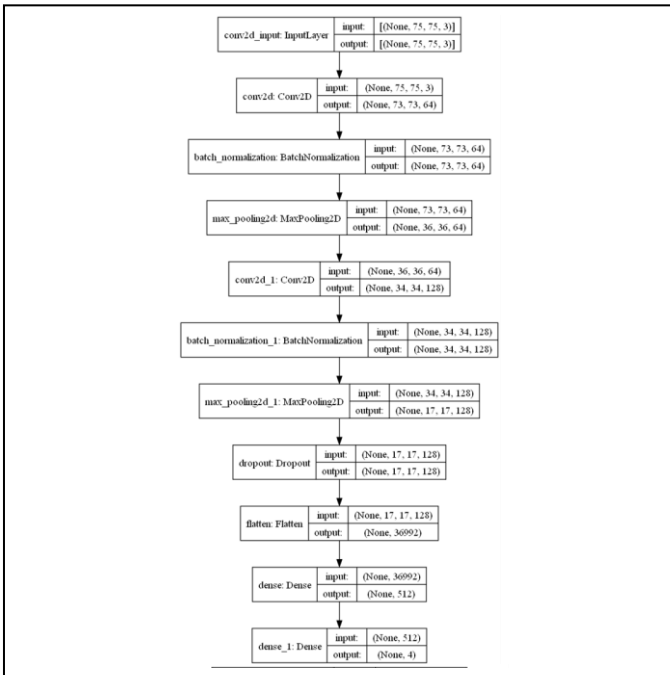 conv2d_input: InputLayer input: [(None, 75, 75, 3)]
output: [(None, 75, 75, 3)]
conv2d: Conv2D input: (None, 75, 75, 3)
output: (None, 73, 73, 64)
batch_normalization: BatchNormalization input: (None, 73, 73, 64)
output: (None, 73, 73, 64)
max_pooling2d: MaxPooling2D input: (None, 73, 73, 64)
output: (None, 36, 36, 64)
conv2d_1: Conv2D input: (None, 36, 36, 64)
output: (None, 34, 34, 128)
batch_normalization_1: BatchNormalization input: (None, 34, 34, 128)
output: (None, 34, 34, 128)
max_pooling2d_1: MaxPooling2D input: (None, 34, 34, 128)
output: (None, 17, 17, 128)
dropout: Dropout input: (None, 17, 17, 128)
output: (None, 17, 17, 128)
flatten: Flatten input: (None, 17, 17, 128)
output: (None, 36992)
dense: Dense input: (None, 36992)
output: (None, 512)
dense_1: Dense input: (None, 512)
output: (None, 4)